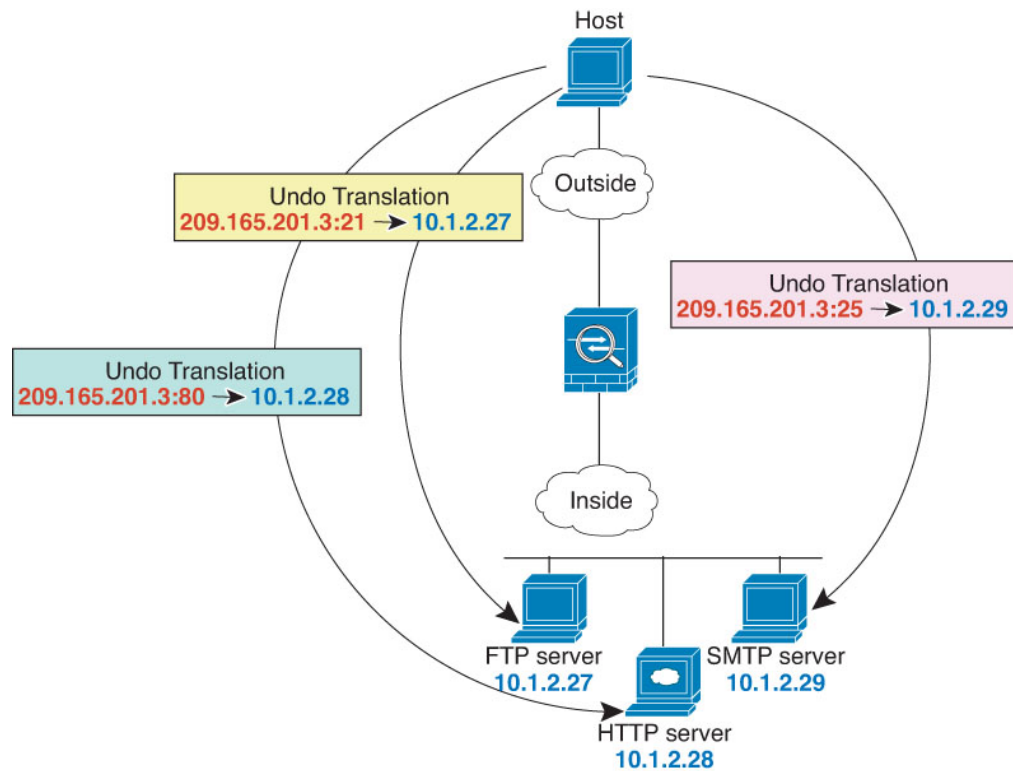 Host
Outside
Undo Translation
209.165.201.3:21 → 10.1.2.27
Undo Translation
209.165.201.3:25 → 10.1.2.29
Undo Translation
209.165.201.3:80 → 10.1.2.28
Inside
FTP server
10.1.2.27
SMTP server
10.1.2.29
HTTP server
10.1.2.28